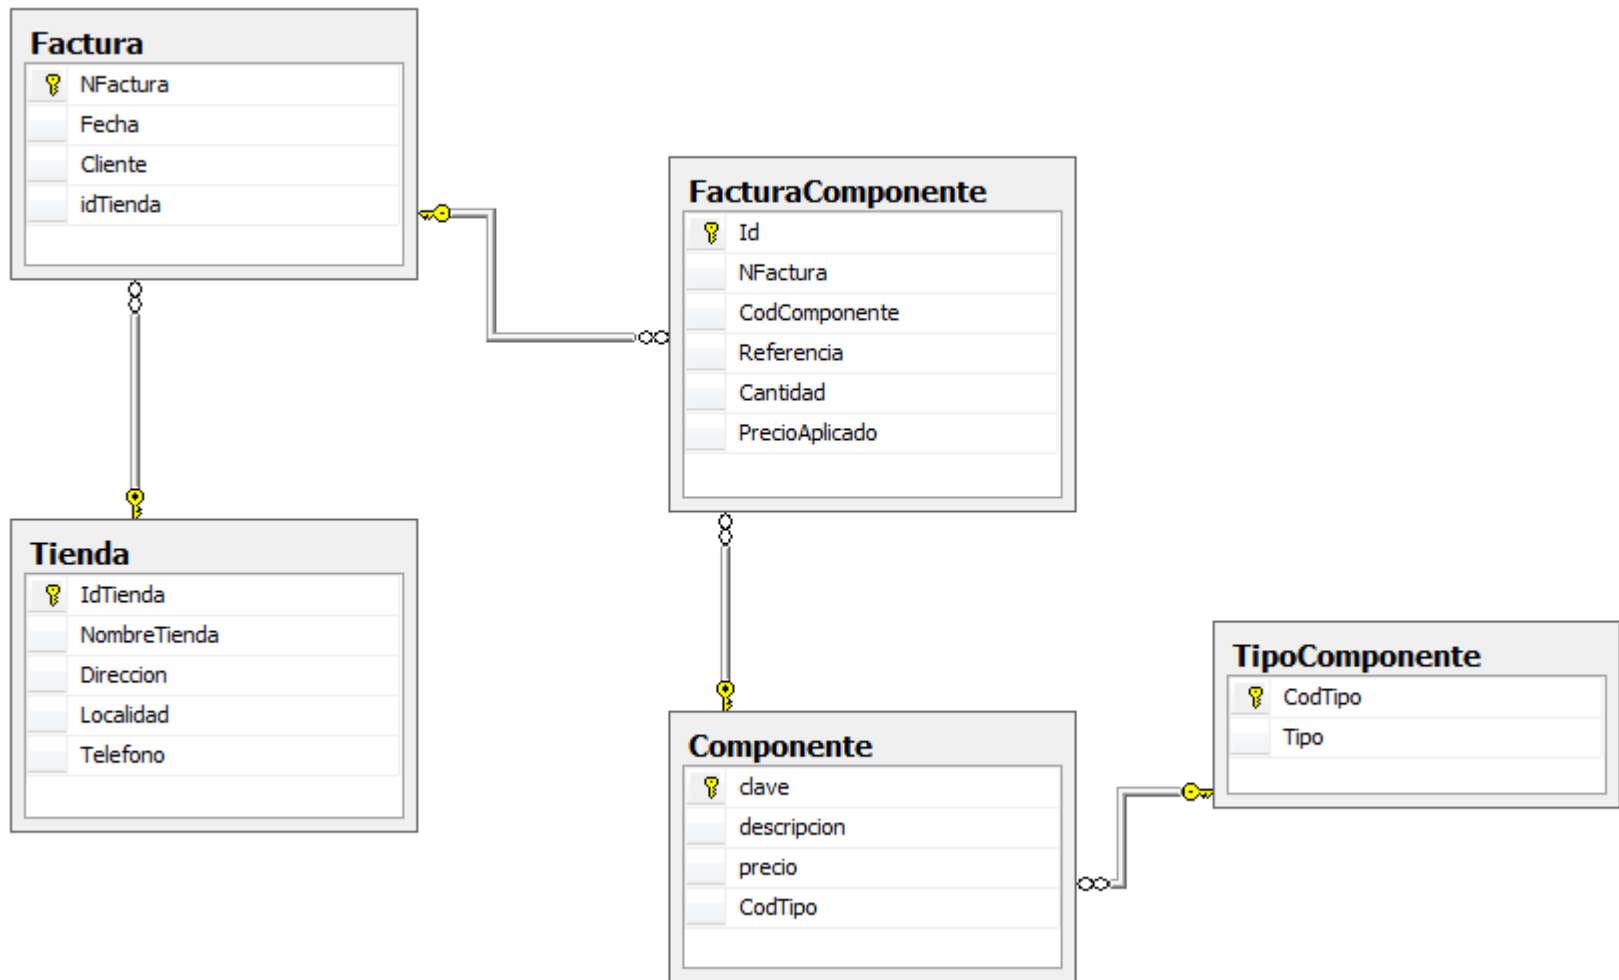 Factura
NFactura
Fecha
Cliente
idTienda
FacturaComponente
Id
NFactura
CodComponente
Referencia
Cantidad
PrecioAplicado
Tienda
IdTienda
NombreTienda
Direccion
Localidad
Telefono
Componente
clave
descripcion
precio
CodTipo
TipoComponente
CodTipo
Tipo